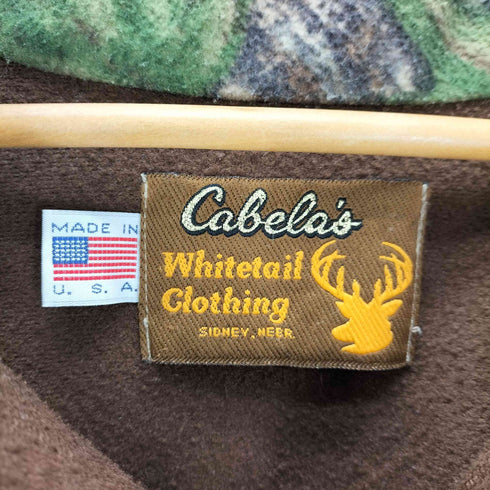 MADE IN
U. S. A.
Cabela's
Whitetail
Clothing
SIDNEY, NEBR.